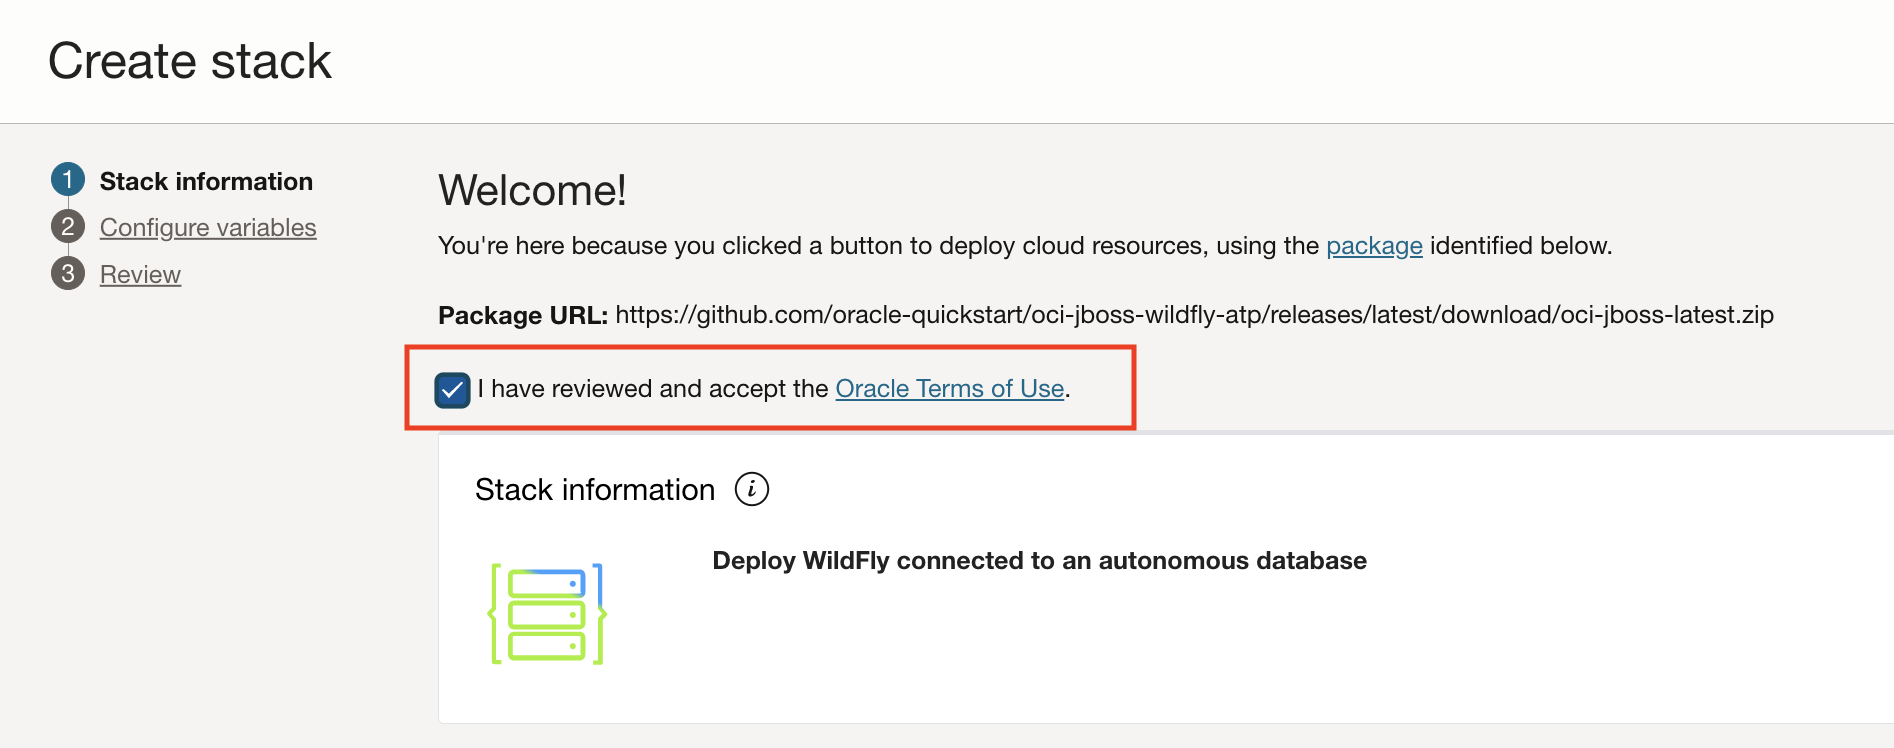 Create stack
1 Stack information
2 Configure variables
3 Review
Welcome!
You're here because you clicked a button to deploy cloud resources, using the package identified below.
Package URL: https://github.com/oracle-quickstart/oci-jboss-wildfly-atp/releases/latest/download/oci-jboss-latest.zip
I have reviewed and accept the Oracle Terms of Use.
Stack information i
Deploy WildFly connected to an autonomous database